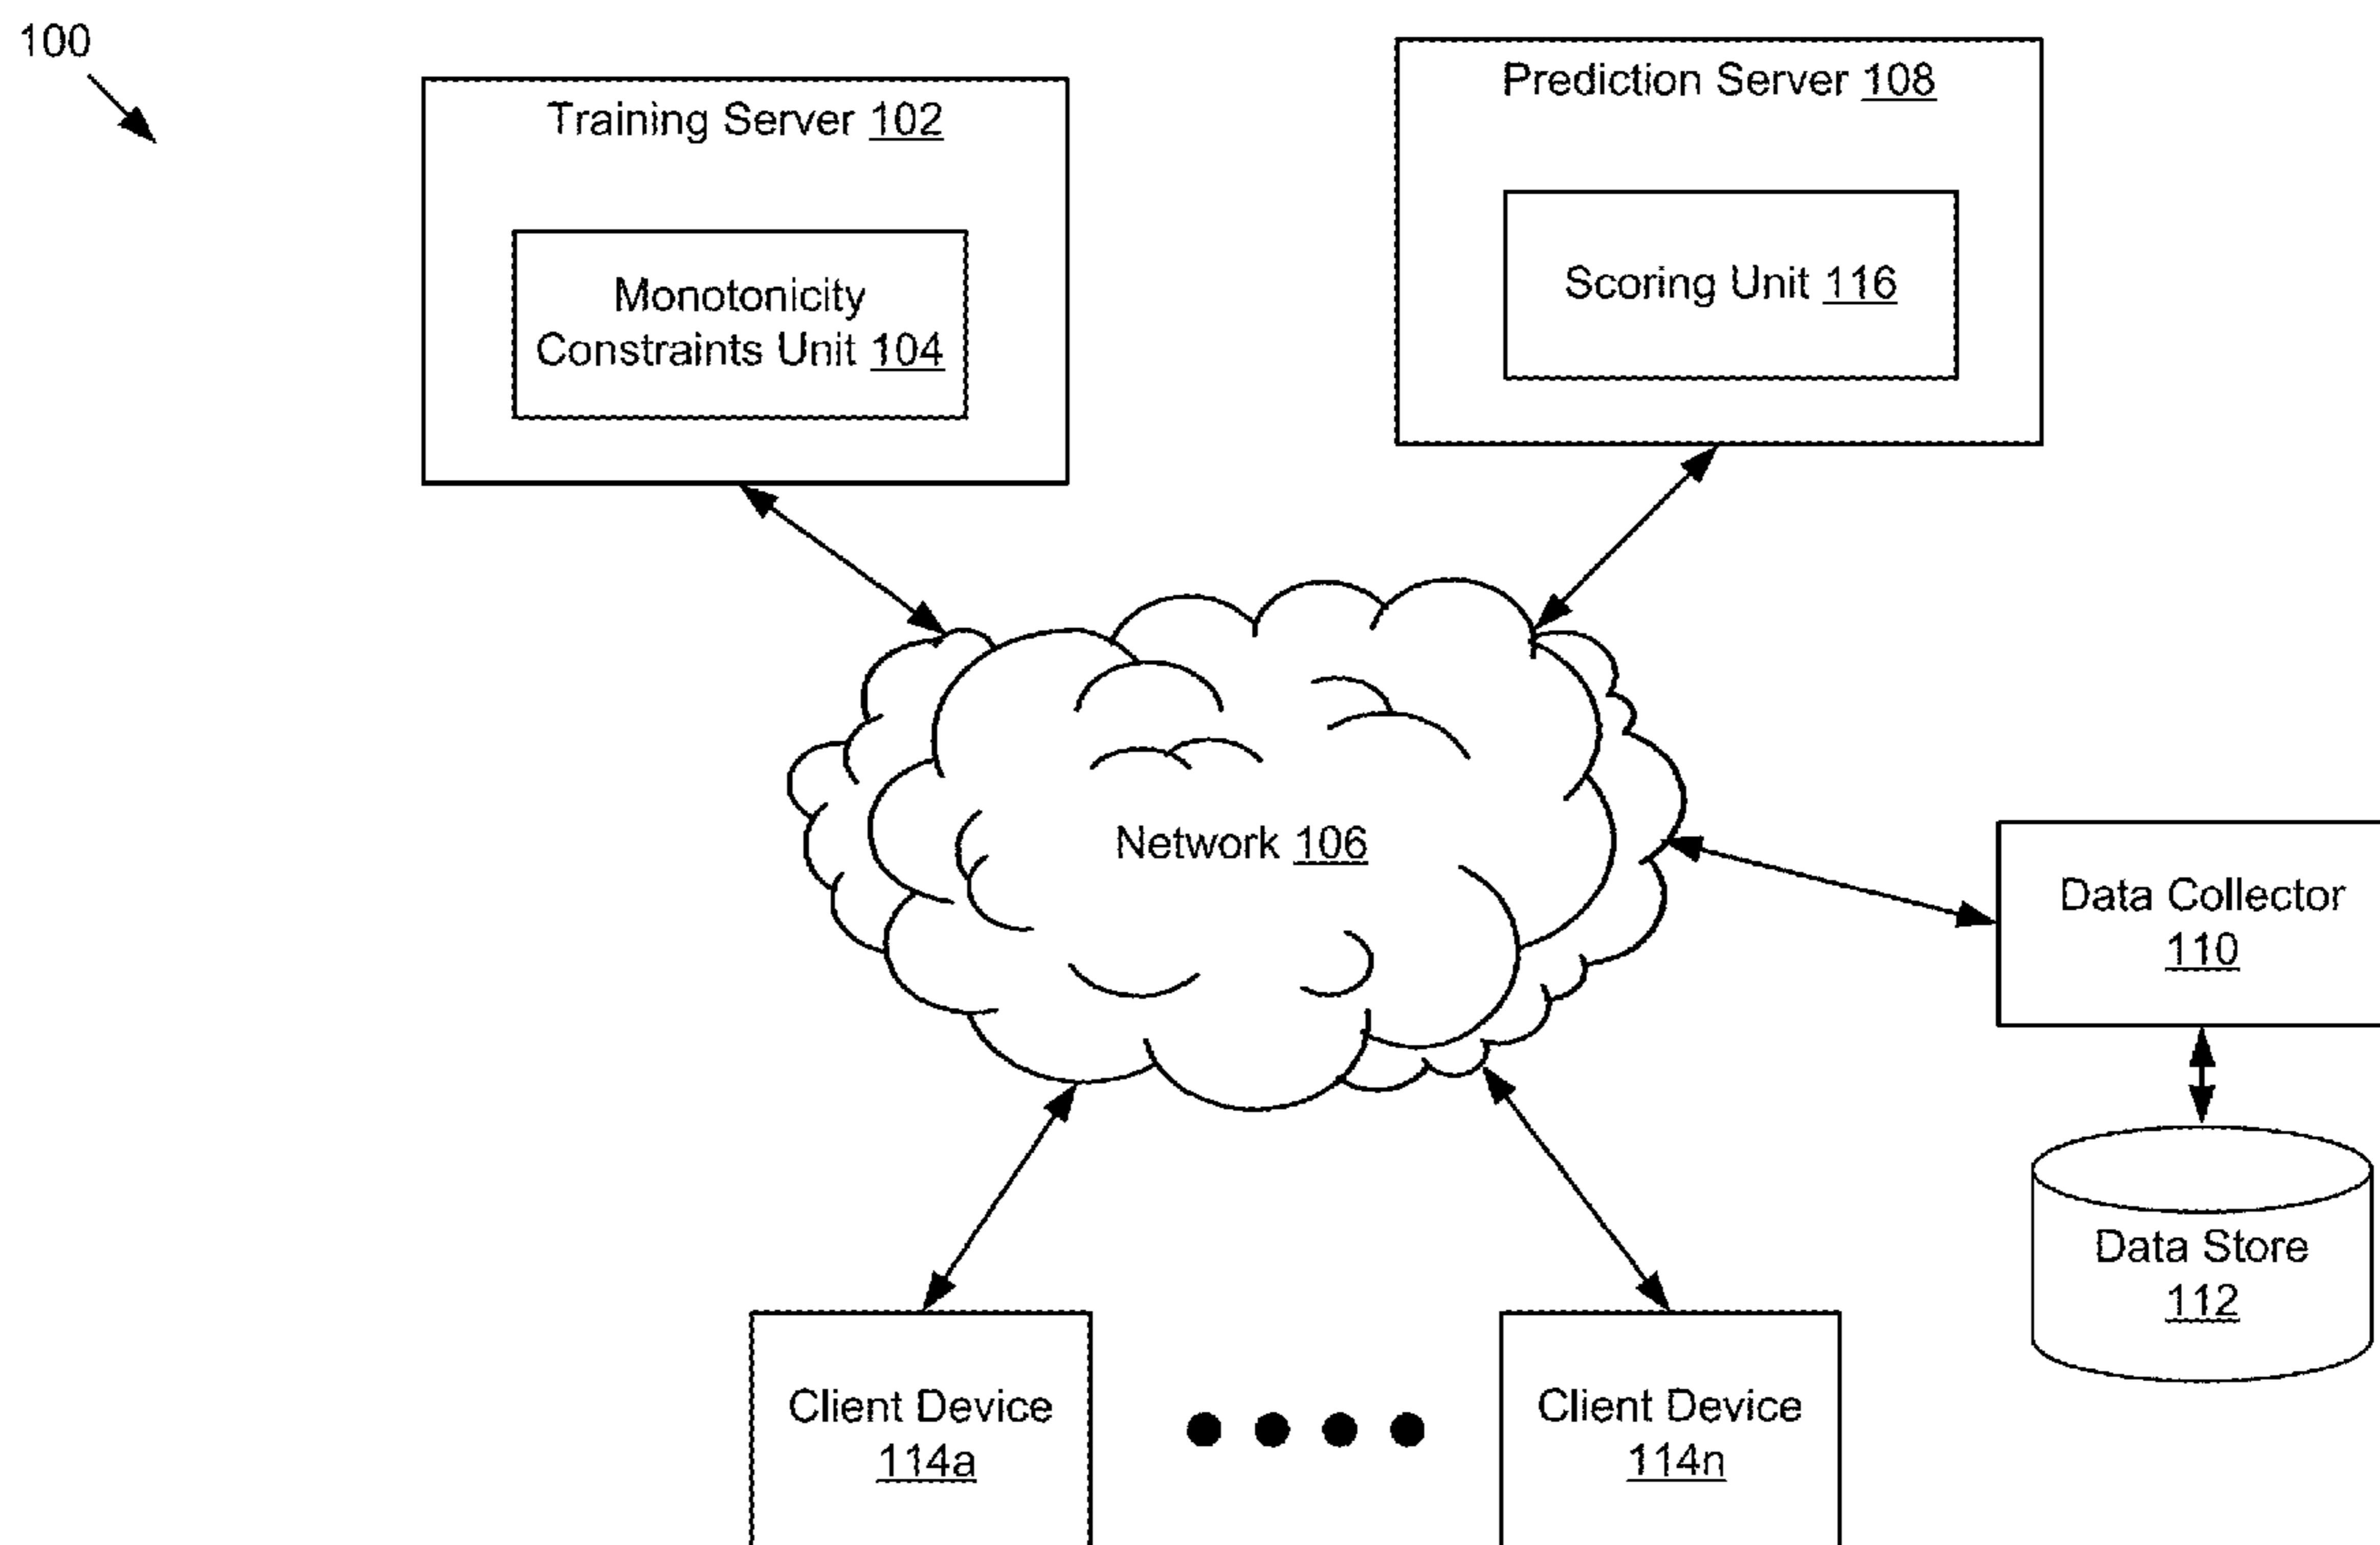 100
Training Server 102
Prediction Server 108
Monotonicity
Constraints Unit 104
Scoring Unit 116
Network 106
Data Collector
110
Data Store
112
Client Device
114a
Client Device
114n